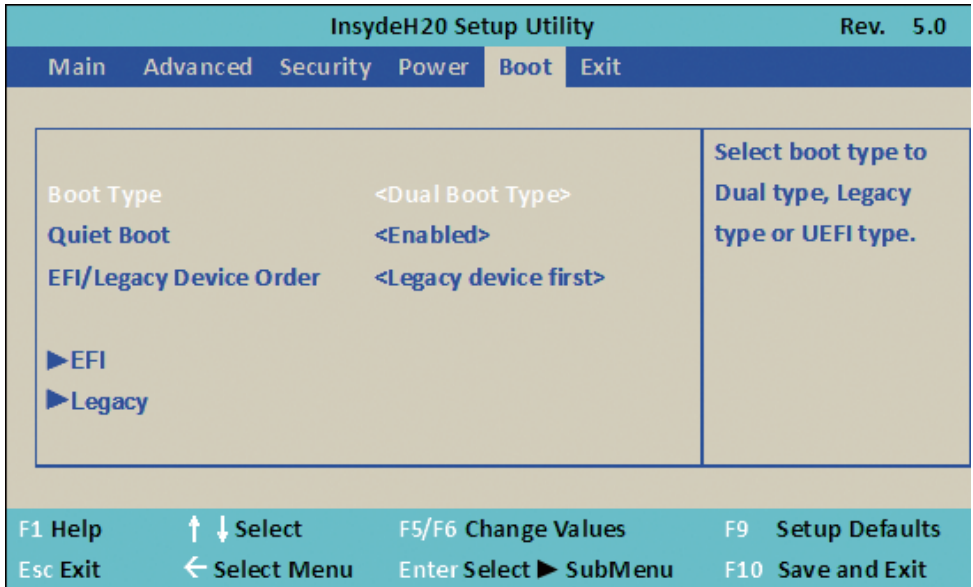 InsydeH20 Setup Utility Rev. 5.0
Main Advanced Security Power Boot Exit
Boot Type <Dual Boot Type>
Quiet Boot <Enabled>
EFI/Legacy Device Order <Legacy device first>
▶EFI
▶Legacy
Select boot type to
Dual type, Legacy
type or UEFI type.
F1 Help ↑ ↓ Select F5/F6 Change Values F9 Setup Defaults
Esc Exit ← Select Menu Enter Select ▶ SubMenu F10 Save and Exit